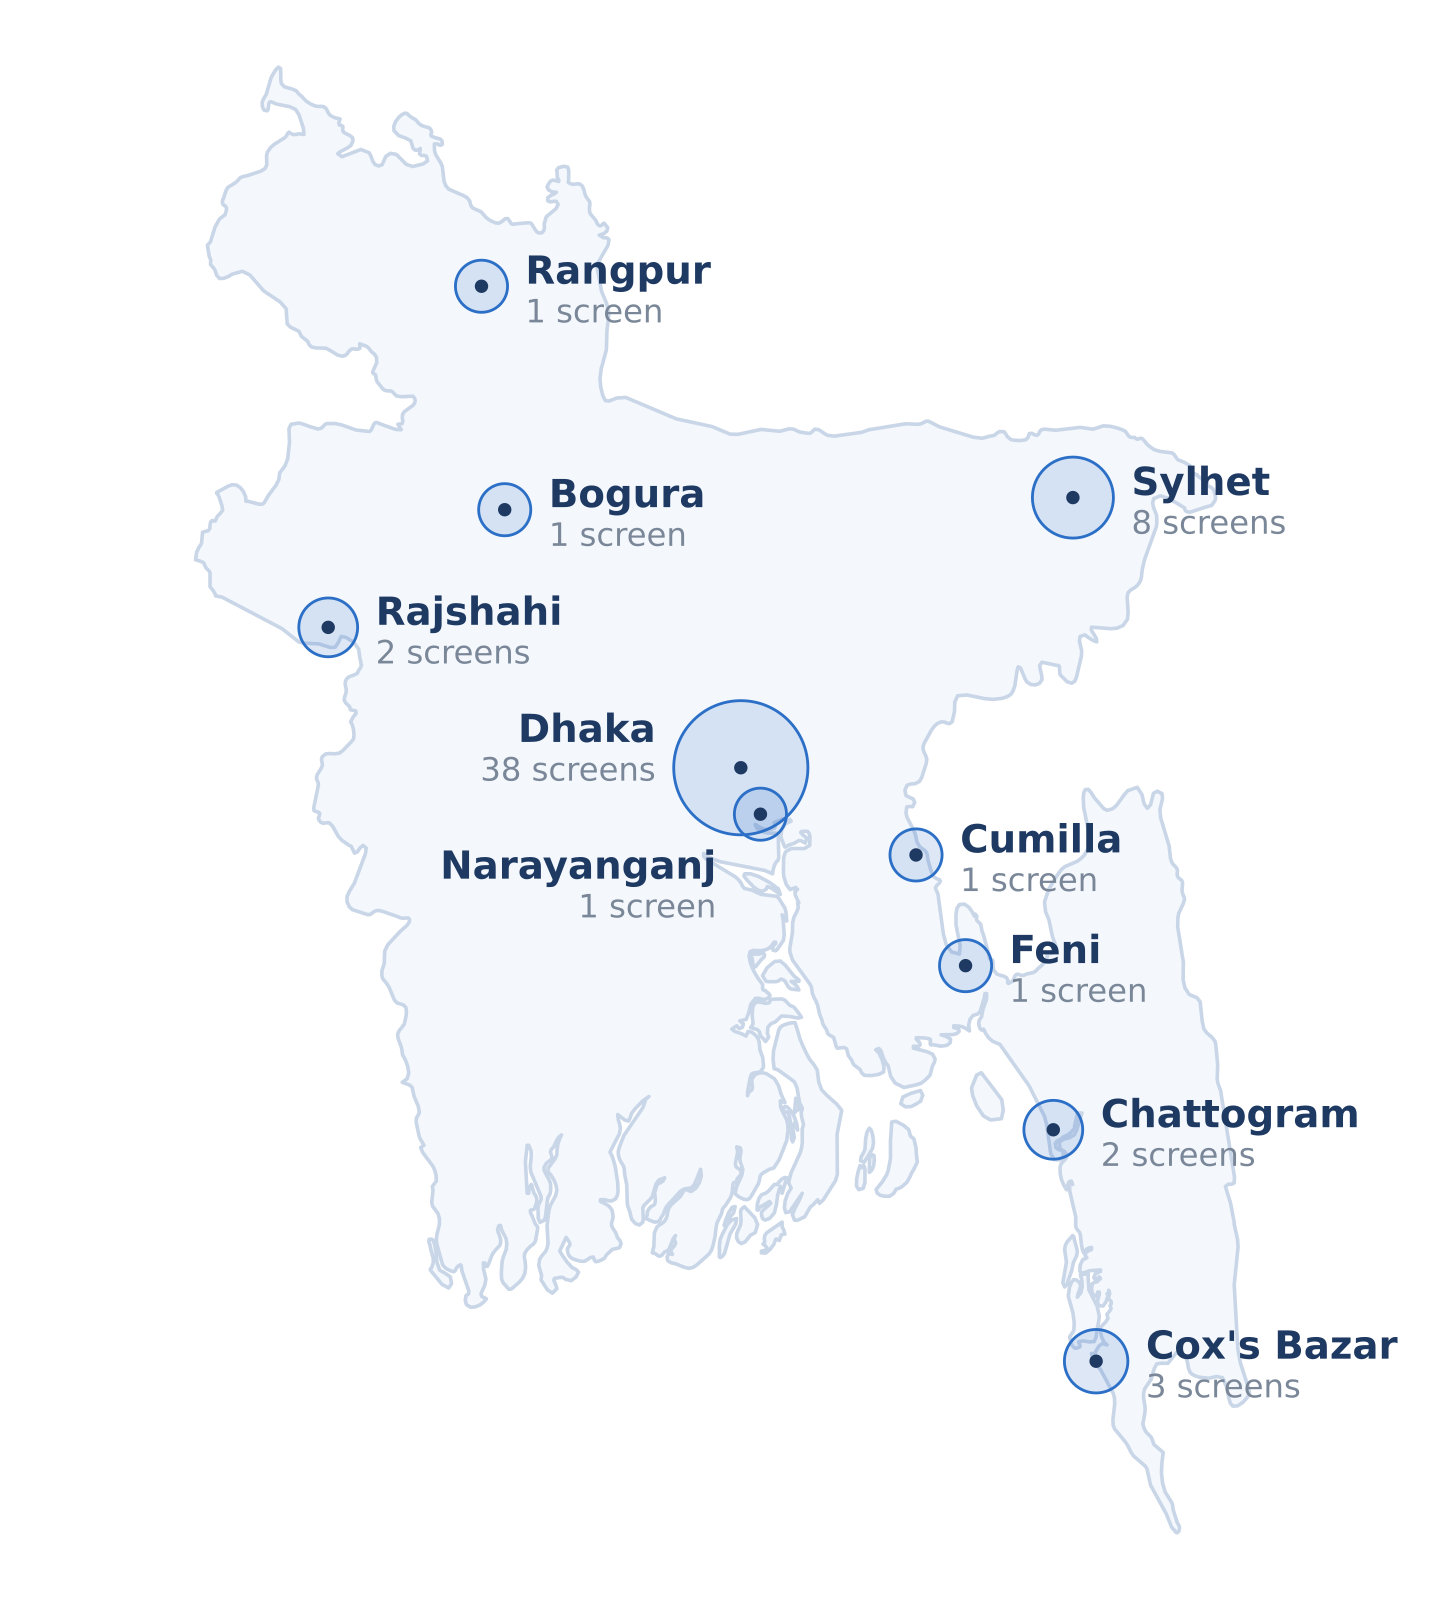 Rangpur
1 screen
Sylhet
8 screens
Bogura
1 screen
Rajshahi
2 screens
Dhaka
38 screens
Cumilla
1 screen
Narayanganj
1 screen
Feni
1 screen
Chattogram
2 screens
Cox's Bazar
3 screens